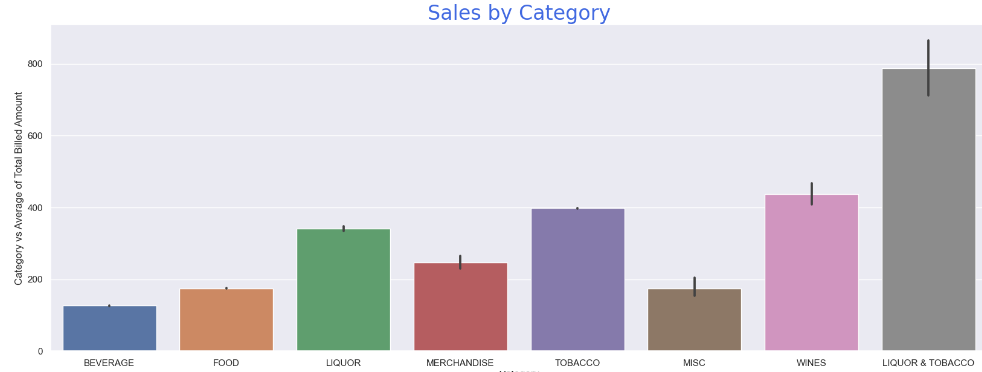 Sales by Category
Category vs Average of Total Billed Amount
800
600
400
200
0
BEVERAGE FOOD LIQUOR MERCHANDISE TOBACCO MISC WINES LIQUOR & TOBACCO